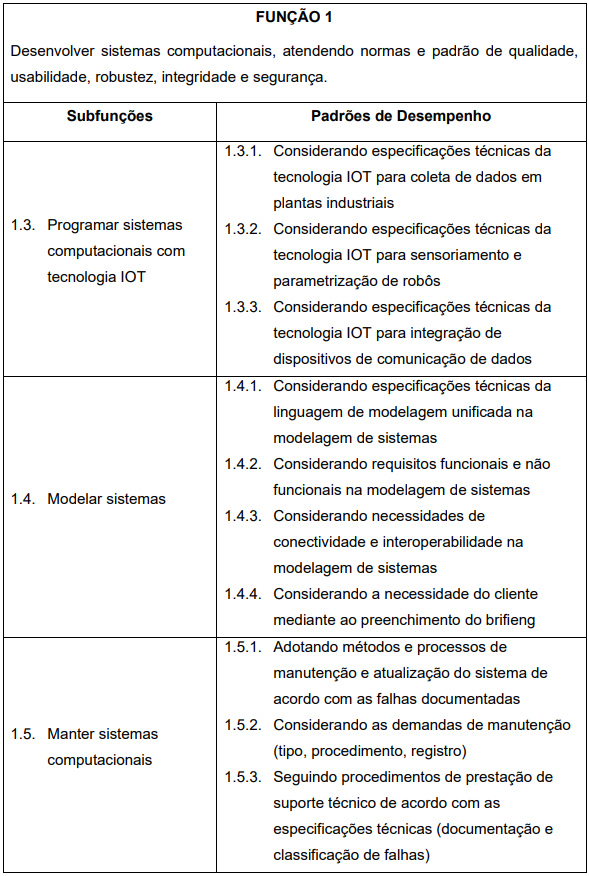 FUNÇÃO 1
Desenvolver sistemas computacionais, atendendo normas e padrão de qualidade,
usabilidade, robustez, integridade e segurança.
Subfunções
Padrões de Desempenho
1.3. Programar sistemas
computacionais com
tecnologia IOT
1.3.1. Considerando especificações técnicas da
tecnologia IOT para coleta de dados em
plantas industriais
1.3.2. Considerando especificações técnicas da
tecnologia IOT para sensoriamento e
parametrização de robôs
1.3.3. Considerando especificações técnicas da
tecnologia IOT para integração de
dispositivos de comunicação de dados
1.4. Modelar sistemas
1.4.1. Considerando especificações técnicas da
linguagem de modelagem unificada na
modelagem de sistemas
1.4.2. Considerando requisitos funcionais e não
funcionais na modelagem de sistemas
1.4.3. Considerando necessidades de
conectividade e interoperabilidade na
modelagem de sistemas
1.4.4. Considerando a necessidade do cliente
mediante ao preenchimento do brifieng
1.5. Manter sistemas
computacionais
1.5.1. Adotando métodos e processos de
manutenção e atualização do sistema de
acordo com as falhas documentadas
1.5.2. Considerando as demandas de manutenção
(tipo, procedimento, registro)
1.5.3. Seguindo procedimentos de prestação de
suporte técnico de acordo com as
especificações técnicas (documentação e
classificação de falhas)